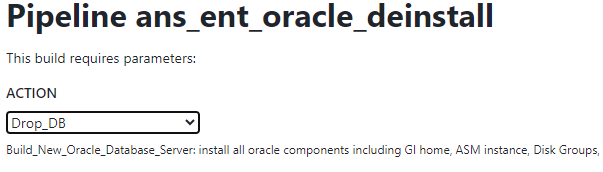 Pipeline ans_ent_oracle_deinstall
This build requires parameters:
ACTION
Drop_DB
Build_New_Oracle_Database_Server: install all oracle components including GI home, ASM instance, Disk Groups,